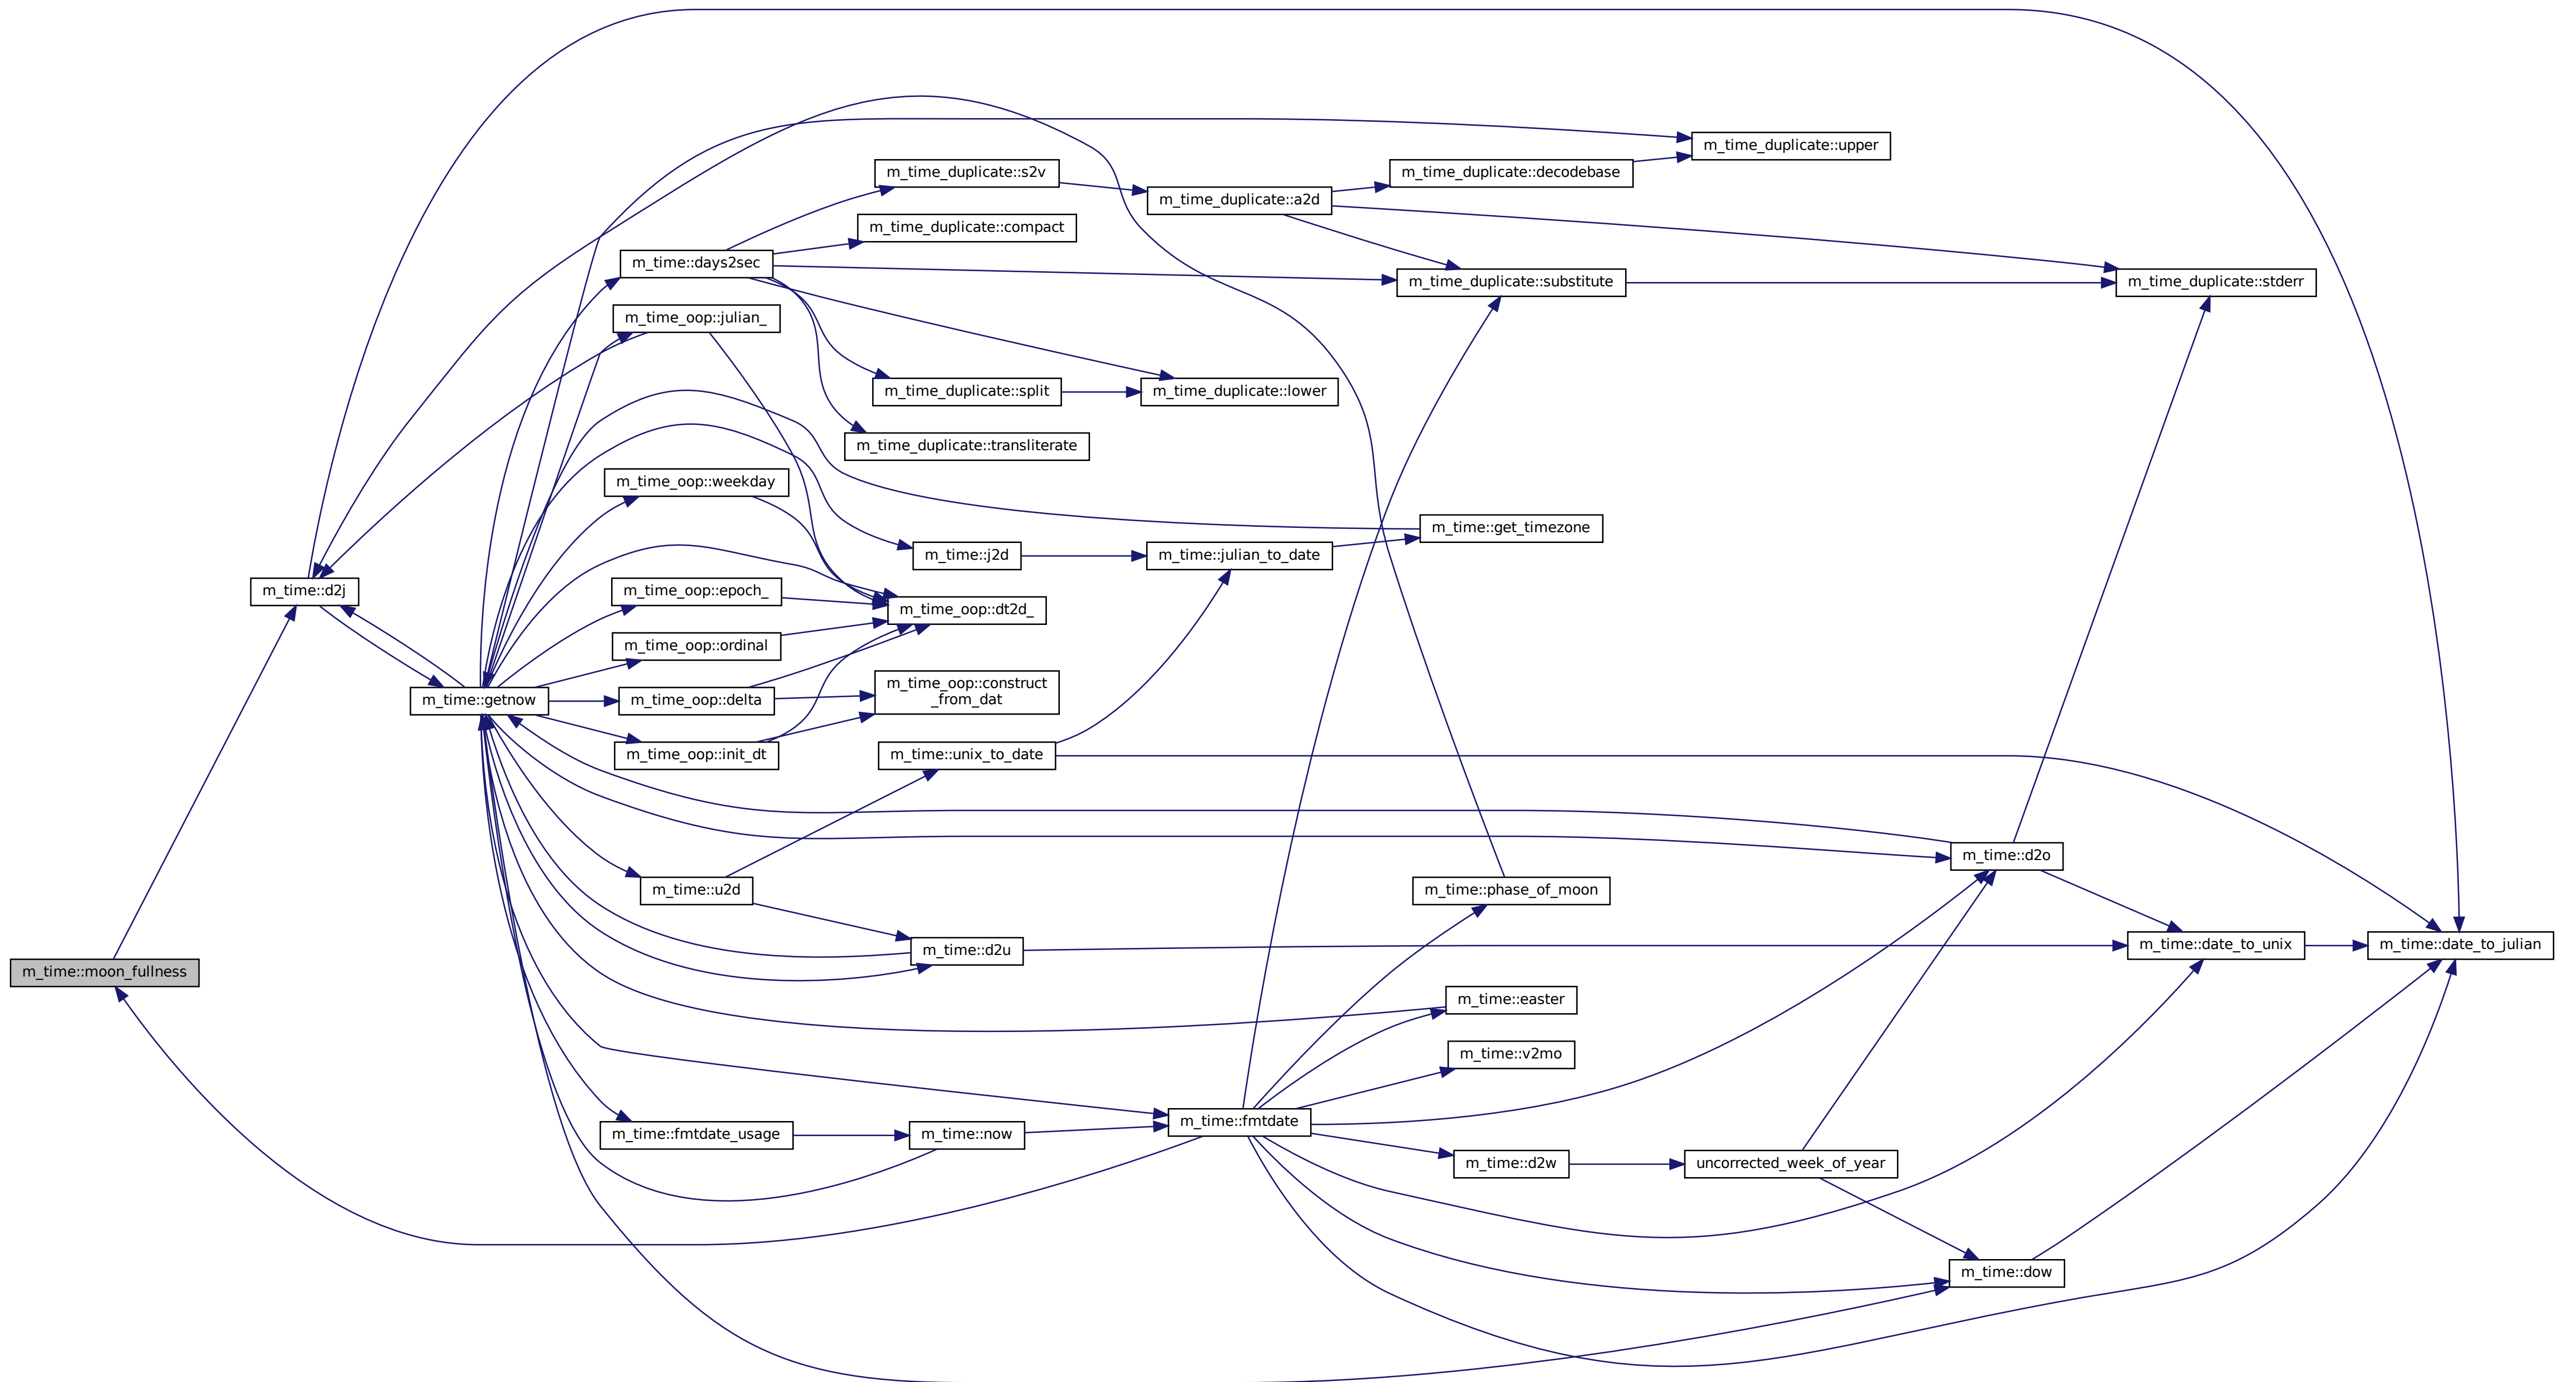 m_time_duplicate::upper
m_time_duplicate::s2v
m_time_duplicate::decodebase
m_time_duplicate::a2d
m_time_duplicate::compact
m_time::days2sec
m_time_duplicate::substitute
m_time_duplicate::stderr
m_time_oop::julian_
m_time_duplicate::split
m_time_duplicate::lower
m_time_duplicate::transliterate
m_time_oop::weekday
m_time::get_timezone
m_time::j2d
m_time::julian_to_date
m_time::d2j
m_time_oop::epoch_
m_time_oop::dt2d_
m_time_oop::ordinal
m_time_oop::construct
_from_dat
m_time::getnow
m_time_oop::delta
m_time_oop::init_dt
m_time::unix_to_date
m_time::d2o
m_time::u2d
m_time::phase_of_moon
m_time::d2u
m_time::date_to_unix
m_time::date_to_julian
m_time::moon_fullness
m_time::easter
m_time::v2mo
m_time::fmtdate
m_time::fmtdate_usage
m_time::now
m_time::d2w
uncorrected_week_of_year
m_time::dow